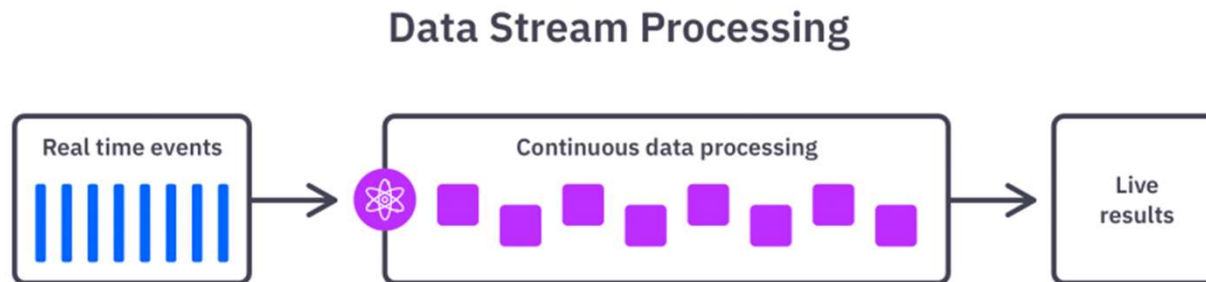 Data Stream Processing
Real time events
Continuous data processing
Live
results